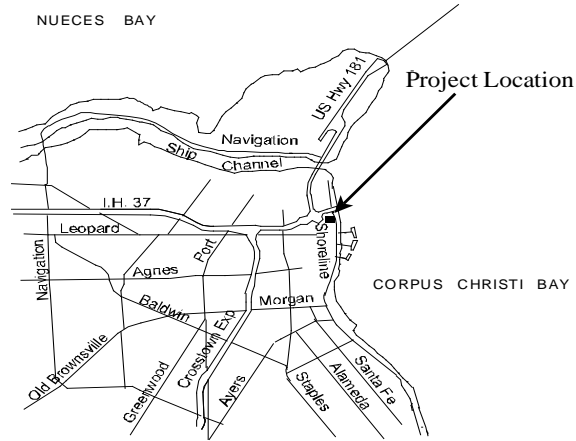 NUECES BAY
US Hwy 181
Project Location
Navigation
Ship Channel
I.H. 37
Leopard
Port
Shoreline
Navigation
Agnes
CORPUS CHRISTI BAY
Baldwin
Morgan
Old Brownsville
Greenwood
Crosstown Exp
Ayers
Staples
Alameda
Santa Fe